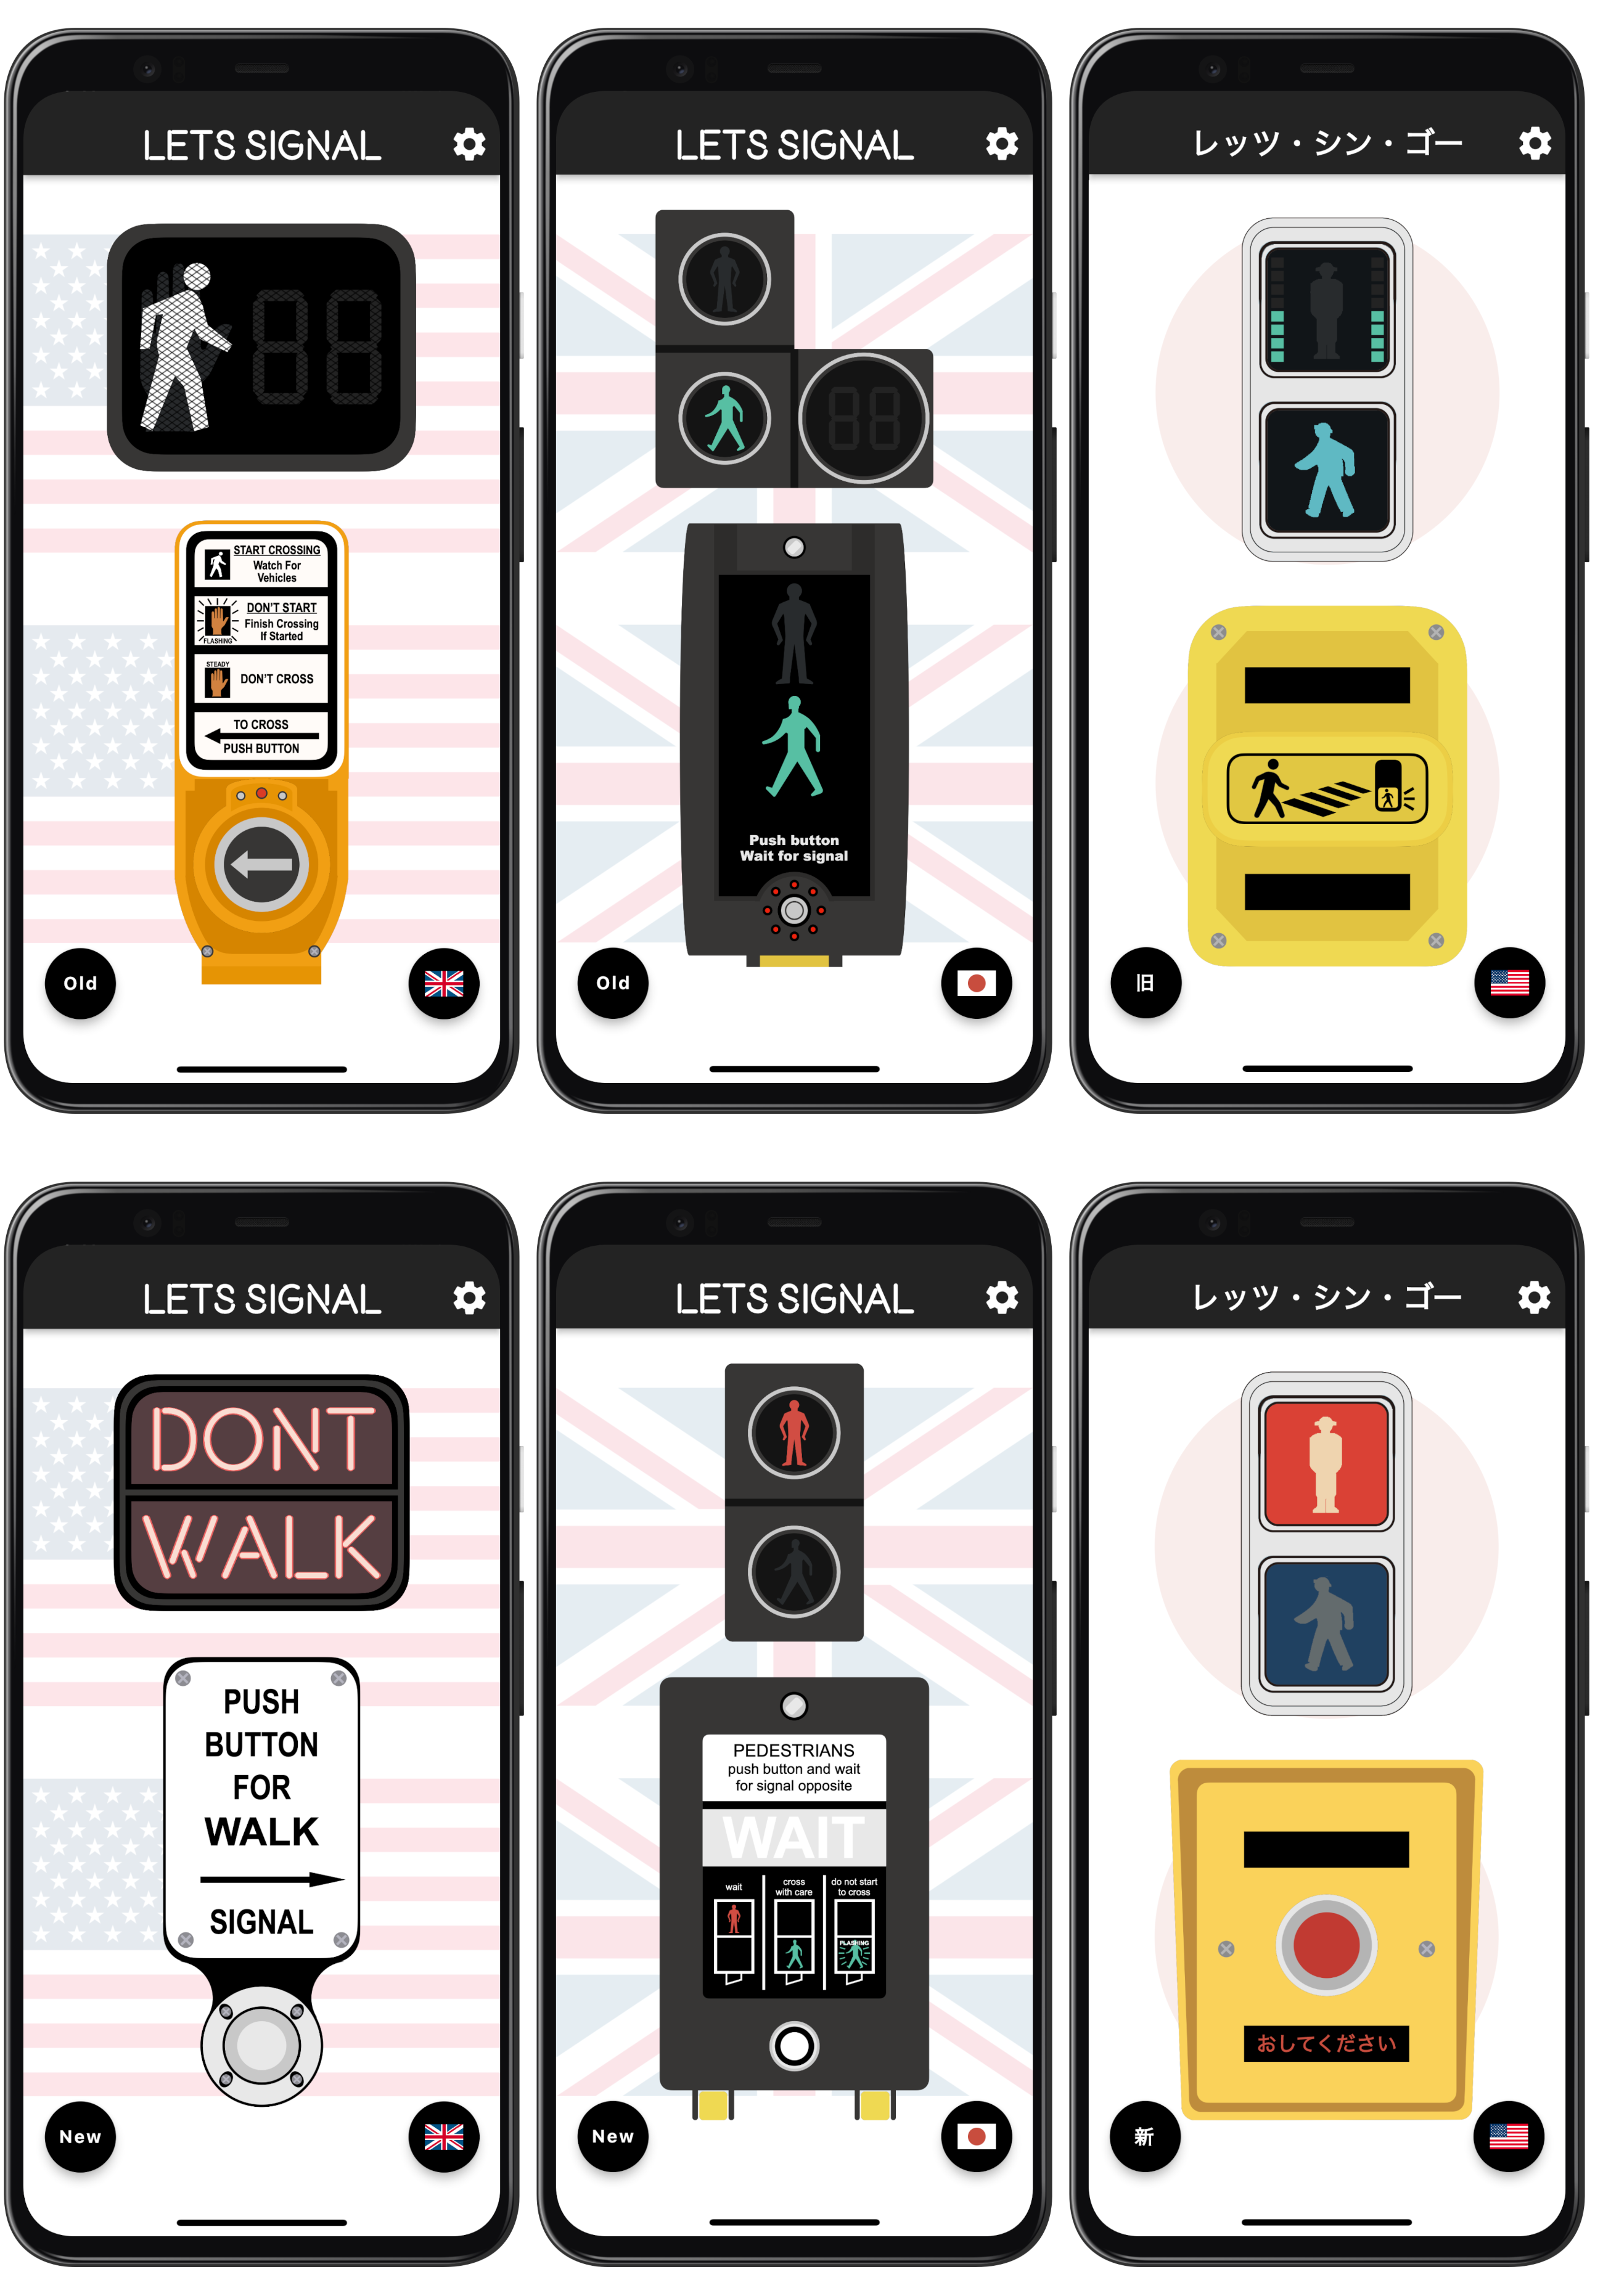 LETS SIGNAL
88
START CROSSING
Watch For
Vehicles
DON'T START
Finish Crossing
If Started
FLASHING
STEADY
DON'T CROSS
TO CROSS
PUSH BUTTON
Old
LETS SIGNAL
88
Push button
Wait for signal
Old
レッツ・シン・ゴー
旧
LETS SIGNAL
DONT
WALK
PUSH
BUTTON
FOR
WALK
SIGNAL
New
LETS SIGNAL
PEDESTRIANS
push button and wait
for signal opposite
WAIT
wait
cross
with care
do not start
to cross
FLASHING
New
レッツ・シン・ゴー
おしてください
新